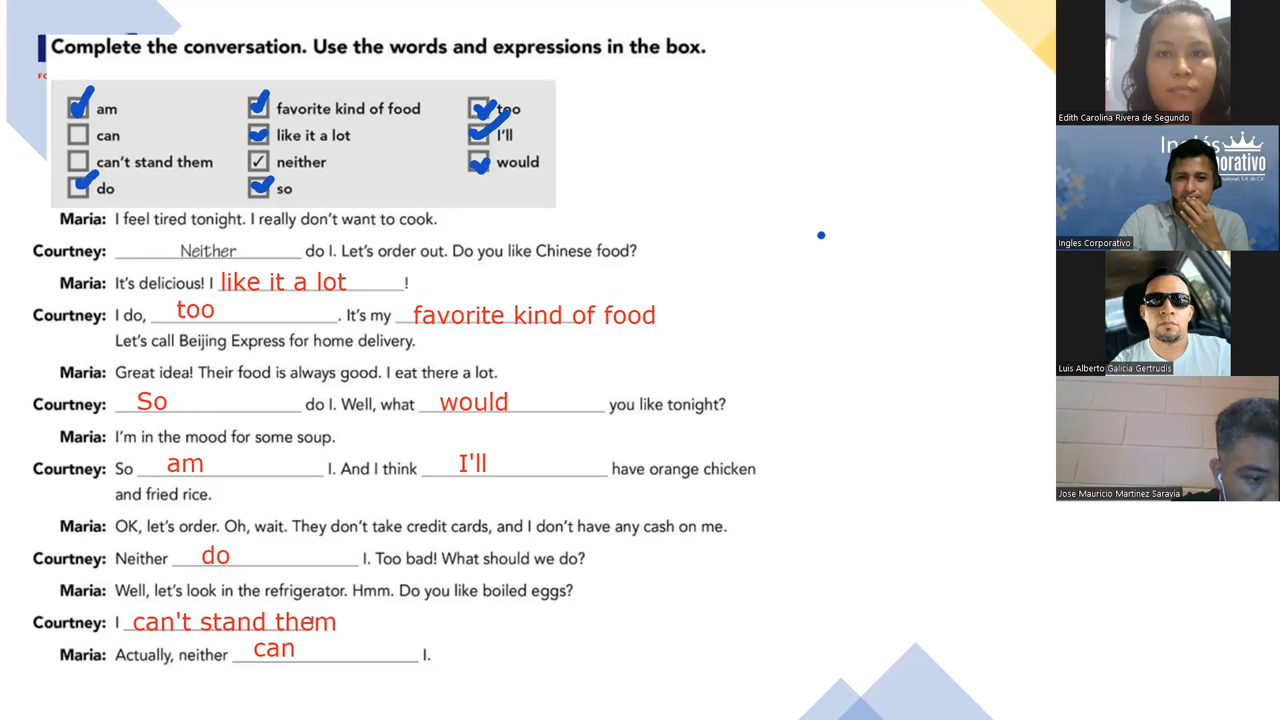 Complete the conversation. Use the words and expressions in the box.
am favorite kind of food too
can like it a lot I'll
can't stand them neither would
do so
Maria: I feel tired tonight. I really don't want to cook.
Courtney: Neither do I. Let's order out. Do you like Chinese food?
Maria: It's delicious! I like it a lot !
Courtney: I do, too . It's my favorite kind of food
Let's call Beijing Express for home delivery.
Maria: Great idea! Their food is always good. I eat there a lot.
Courtney: So do I. Well, what would you like tonight?
Maria: I'm in the mood for some soup.
Courtney: So am I. And I think I'll have orange chicken
and fried rice.
Maria: OK, let's order. Oh, wait. They don't take credit cards, and I don't have any cash on me.
Courtney: Neither do I. Too bad! What should we do?
Maria: Well, let's look in the refrigerator. Hmm. Do you like boiled eggs?
Courtney: I can't stand them !
Maria: Actually, neither can I.
Edith Carolina Rivera de Segundo
Inglés
Ingles Corporativo
Luis Alberto Galicia Gertrudis
Jose Mauricio Martinez Saravia